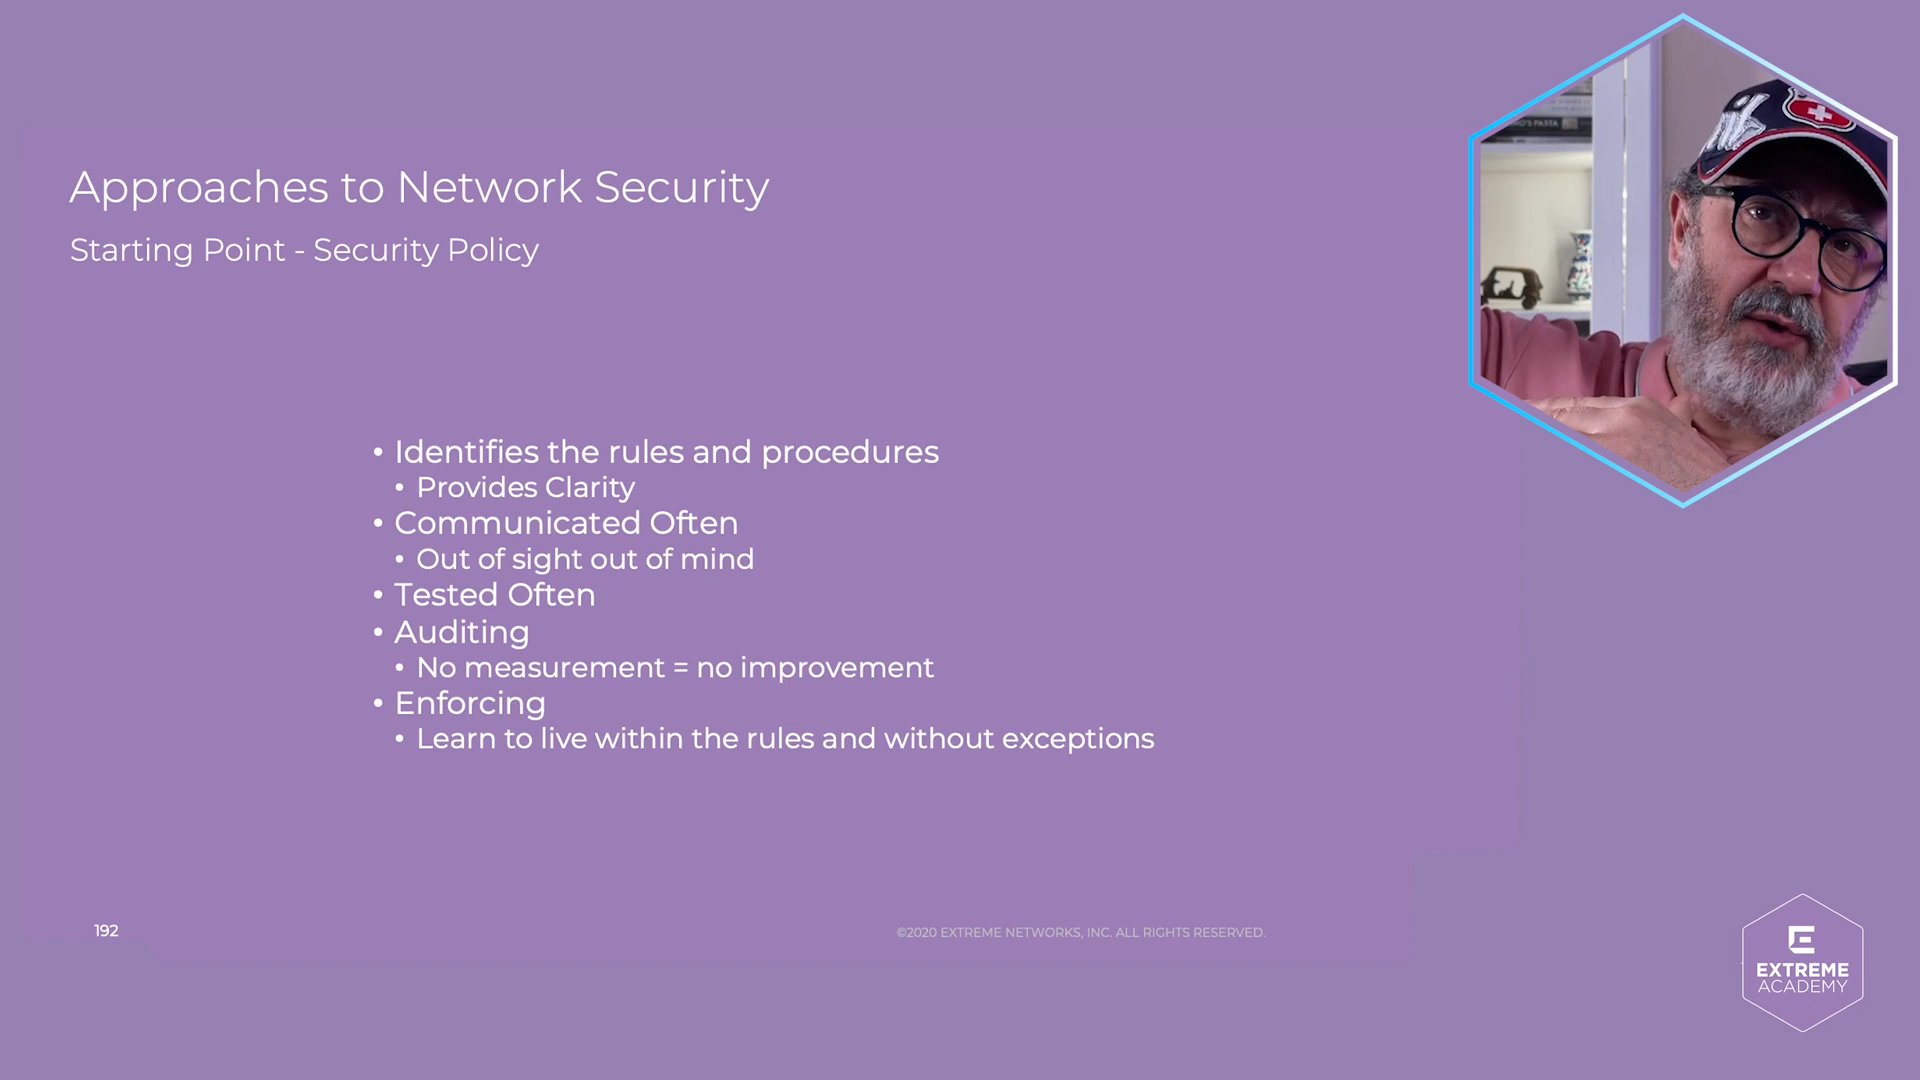 Approaches to Network Security
Starting Point - Security Policy
• Identifies the rules and procedures
• Provides Clarity
• Communicated Often
• Out of sight out of mind
• Tested Often
• Auditing
• No measurement = no improvement
• Enforcing
• Learn to live within the rules and without exceptions
192
©2020 EXTREME NETWORKS, INC. ALL RIGHTS RESERVED.
EXTREME
ACADEMY